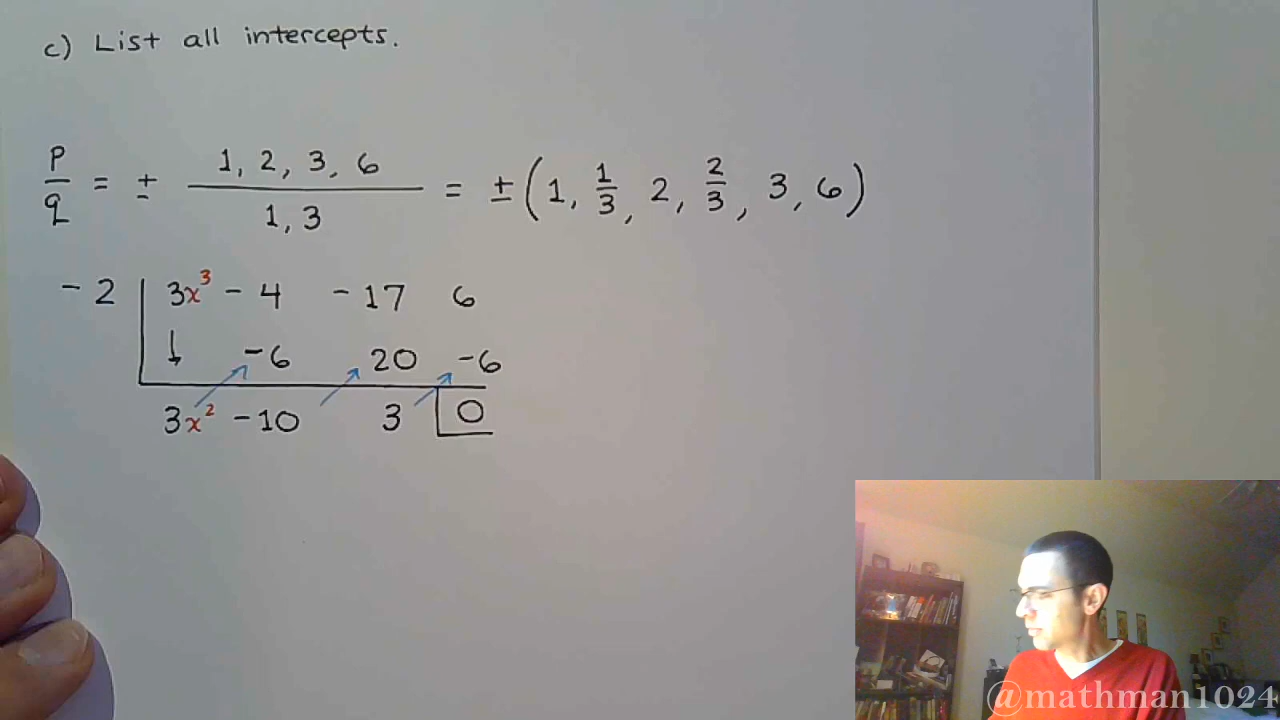 c) List all intercepts.
p/q = ± 1, 2, 3, 6 / 1, 3 = ± (1, 1/3, 2, 2/3, 3, 6)
-2 | 3x³ -4 -17 6
↓ -6 20 -6
3x² -10 3 0
@mathman1024